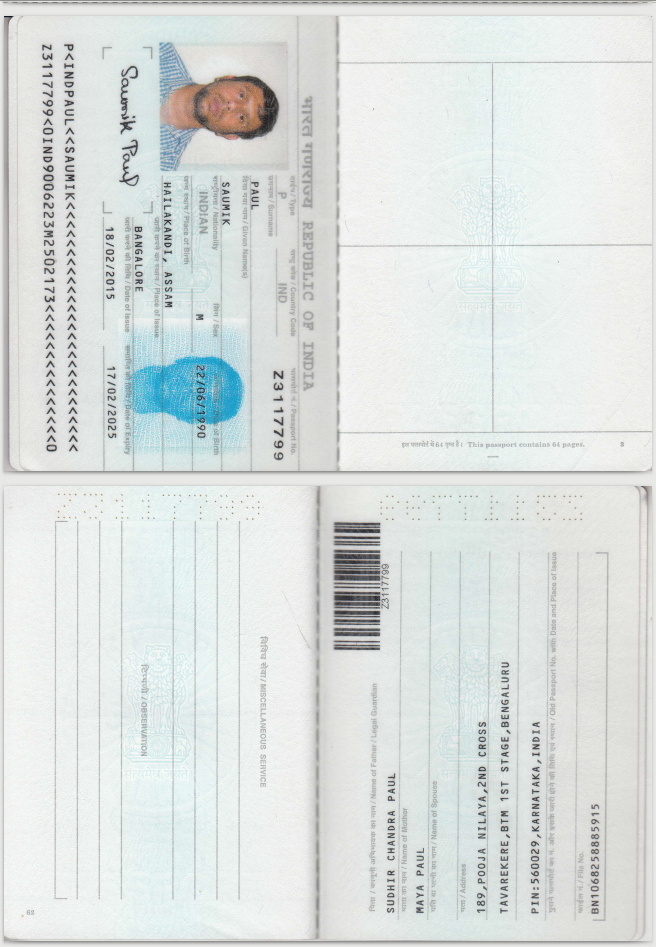 भारत गणराज्य REPUBLIC OF INDIA
टाईप / Type
P
राष्ट्र कोड / Country Code
IND
पासपोर्ट नं. / Passport No.
Z3117799
उपनाम / Surname
PAUL
दिया गया नाम / Given Name(s)
SAUMIK
राष्ट्रीयता / Nationality
INDIAN
लिंग / Sex
M
Date of Birth
22/06/1990
जन्म स्थान / Place of Birth
HAILAKANDI, ASSAM
जारी करने का स्थान / Place of Issue
BANGALORE
जारी करने की तिथि / Date of Issue
18/02/2015
समाप्ति की तिथि / Date of Expiry
17/02/2025
Saumik Paul
P<INDPAUL<<SAUMIK<<<<<<<<<<<<<<<<<<<<<<<<<<<
Z3117799<0IND9006223M2502173<<<<<<<<<<<<<<<0
इस पासपोर्ट में 64 पृष्ठ हैं। This passport contains 64 pages.
2
Z3117799
विविध सेवा / MISCELLANEOUS SERVICE
टिप्पणी / OBSERVATION
62
Z3117799
Z3117799
पिता / कानूनी अभिभावक का नाम / Name of Father / Legal Guardian
SUDHIR CHANDRA PAUL
माता का नाम / Name of Mother
MAYA PAUL
पति या पत्नी का नाम / Name of Spouse
पता / Address
189,POOJA NILAYA,2ND CROSS
TAVAREKERE,BTM 1ST STAGE,BENGALURU
PIN:560029,KARNATAKA,INDIA
पुराने पासपोर्ट का नं. और इसके जारी होने की तिथि एवं स्थान / Old Passport No. with Date and Place of Issue
फाईल नं. / File No.
BN1068258885915